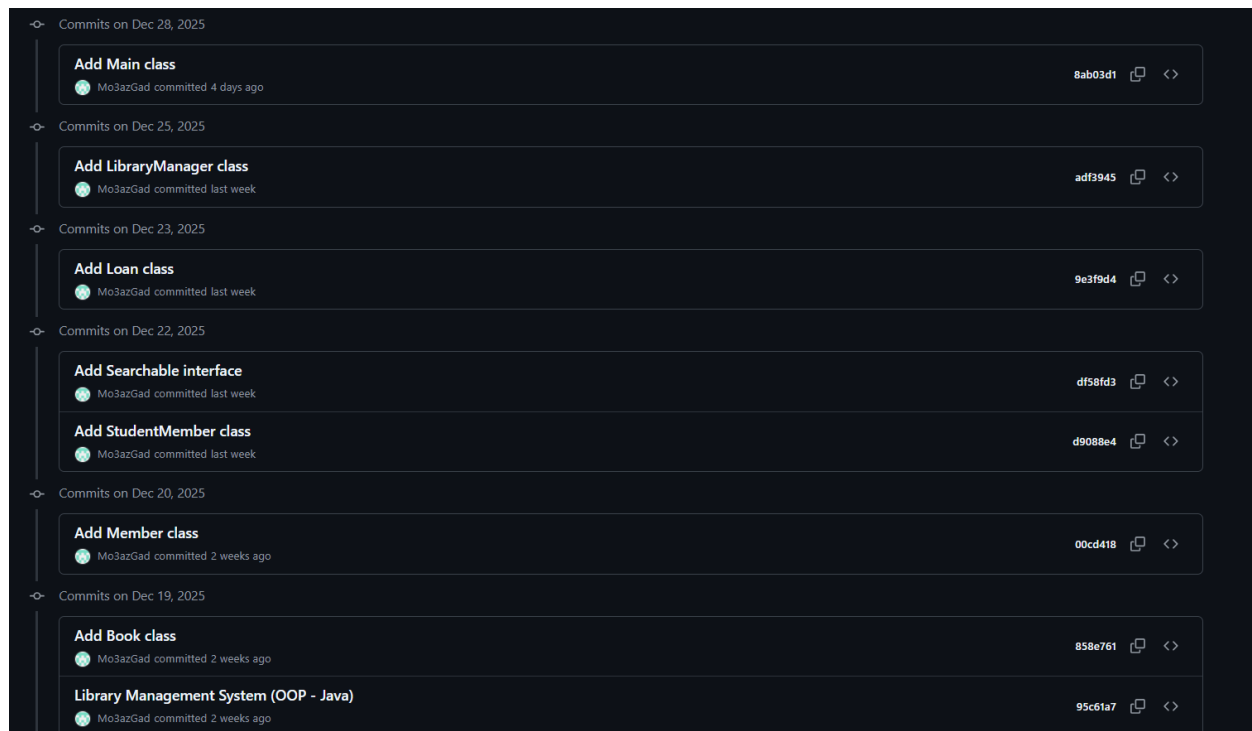 Commits on Dec 28, 2025
Add Main class
8ab03d1
Mo3azGad committed 4 days ago
Commits on Dec 25, 2025
Add LibraryManager class
adf3945
Mo3azGad committed last week
Commits on Dec 23, 2025
Add Loan class
9e3f9d4
Mo3azGad committed last week
Commits on Dec 22, 2025
Add Searchable interface
df58fd3
Mo3azGad committed last week
Add StudentMember class
d9088e4
Mo3azGad committed last week
Commits on Dec 20, 2025
Add Member class
00cd418
Mo3azGad committed 2 weeks ago
Commits on Dec 19, 2025
Add Book class
858e761
Mo3azGad committed 2 weeks ago
Library Management System (OOP - Java)
95c61a7
Mo3azGad committed 2 weeks ago